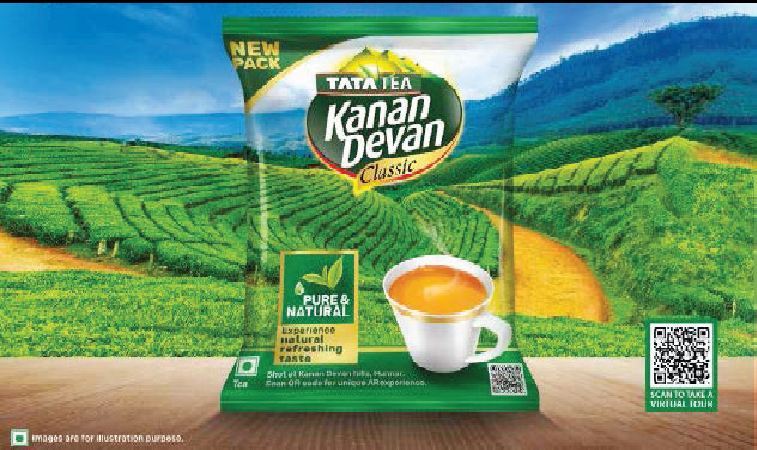 NEW
PACK
TATA TEA
Kanan
Devan
Classic
PURE &
NATURAL
Experience
natural
refreshing
taste
Tea
Shot at Kanan Devan hills, Munnar.
Scan QR code for unique AR experience.
SCAN TO TAKE A
VIRTUAL TOUR
Images are for illustration purpose.